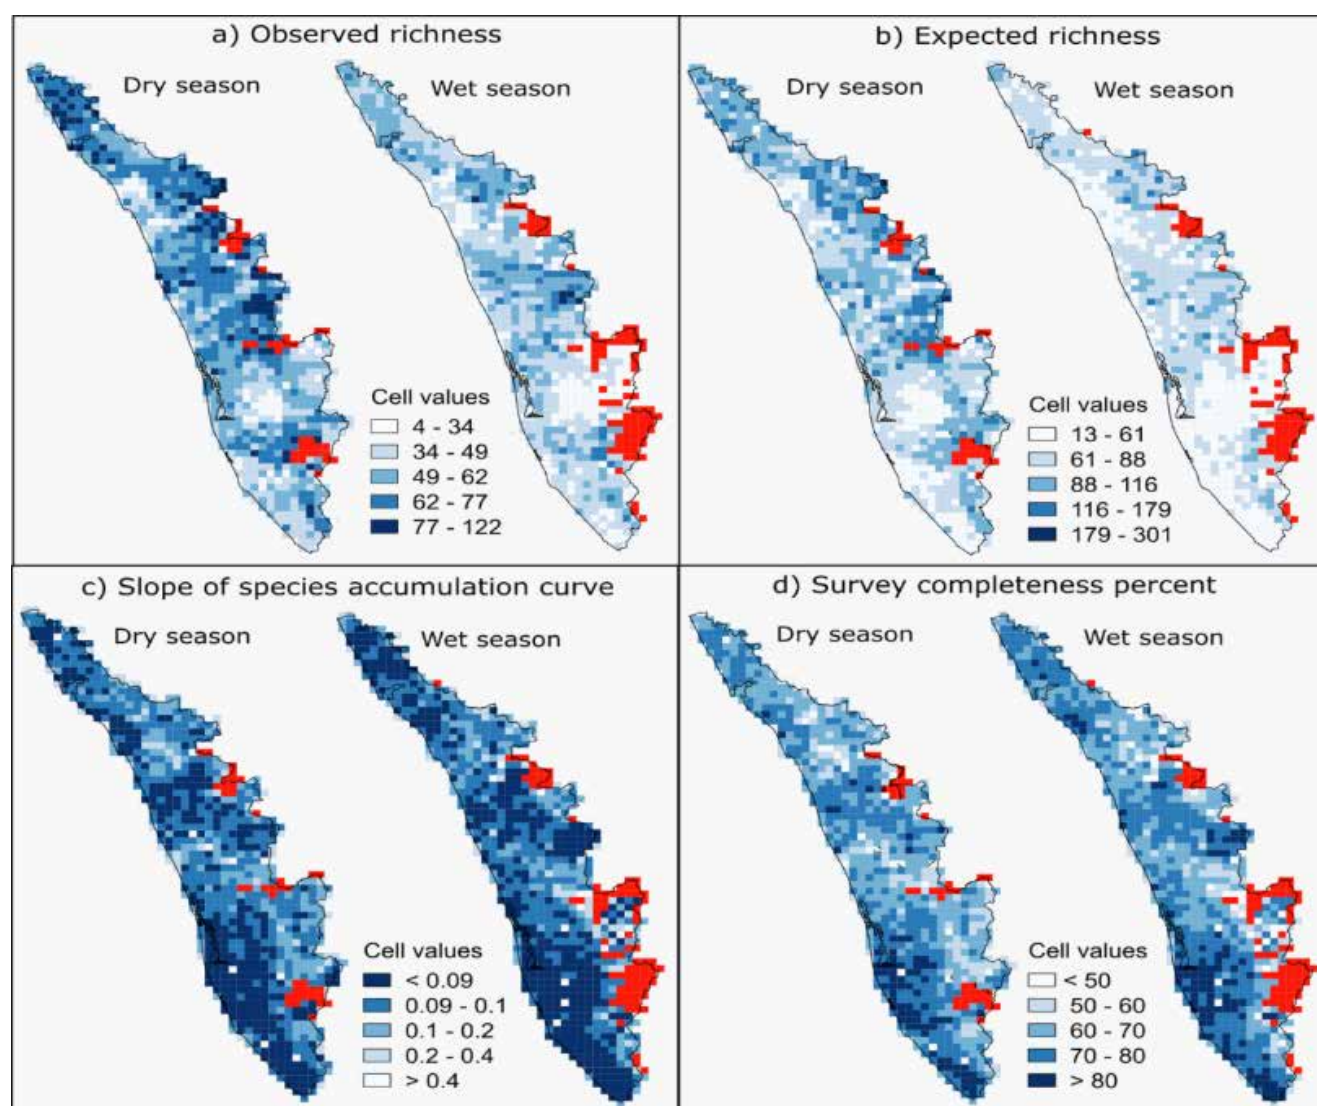 a) Observed richness
Dry season
Wet season
Cell values
4 - 34
34 - 49
49 - 62
62 - 77
77 - 122
b) Expected richness
Dry season
Wet season
Cell values
13 - 61
61 - 88
88 - 116
116 - 179
179 - 301
c) Slope of species accumulation curve
Dry season
Wet season
Cell values
< 0.09
0.09 - 0.1
0.1 - 0.2
0.2 - 0.4
> 0.4
d) Survey completeness percent
Dry season
Wet season
Cell values
< 50
50 - 60
60 - 70
70 - 80
> 80